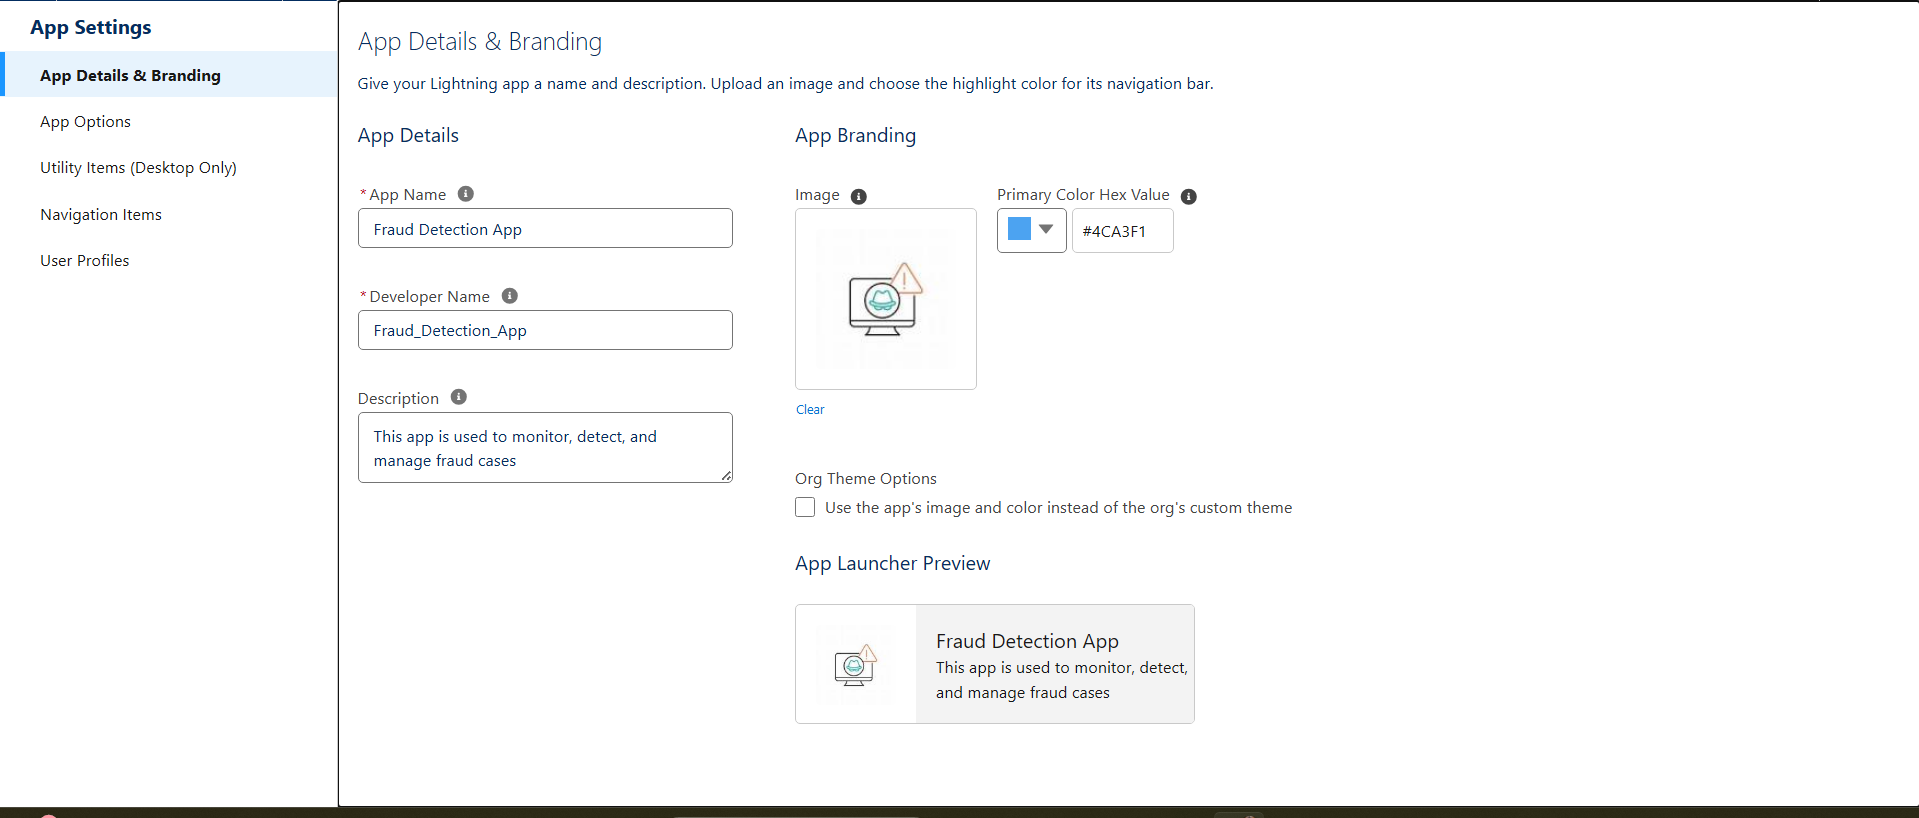 App Settings
App Details & Branding
App Options
Utility Items (Desktop Only)
Navigation Items
User Profiles
App Details & Branding
Give your Lightning app a name and description. Upload an image and choose the highlight color for its navigation bar.
App Details
* App Name
Fraud Detection App
* Developer Name
Fraud_Detection_App
Description
This app is used to monitor, detect, and
manage fraud cases
App Branding
Image
Primary Color Hex Value
#4CA3F1
Clear
Org Theme Options
Use the app's image and color instead of the org's custom theme
App Launcher Preview
Fraud Detection App
This app is used to monitor, detect,
and manage fraud cases